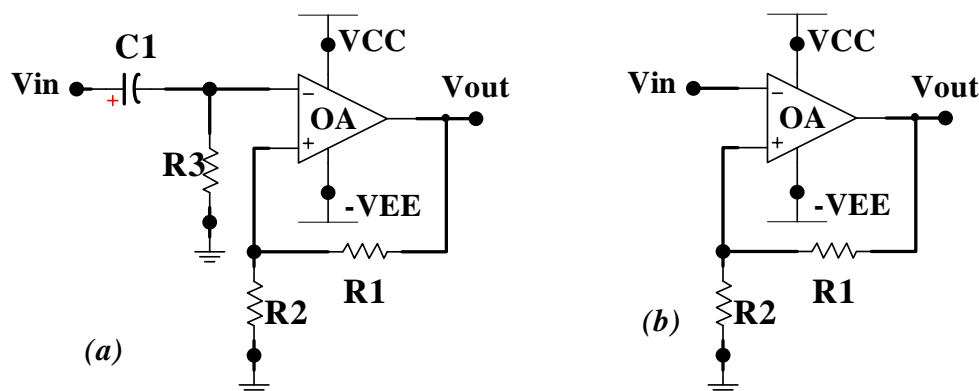 VCC
C1
Vin
+
−
OA
+
Vout
R3
-VEE
R1
R2
(a)
VCC
Vin
−
OA
+
Vout
-VEE
R1
R2
(b)